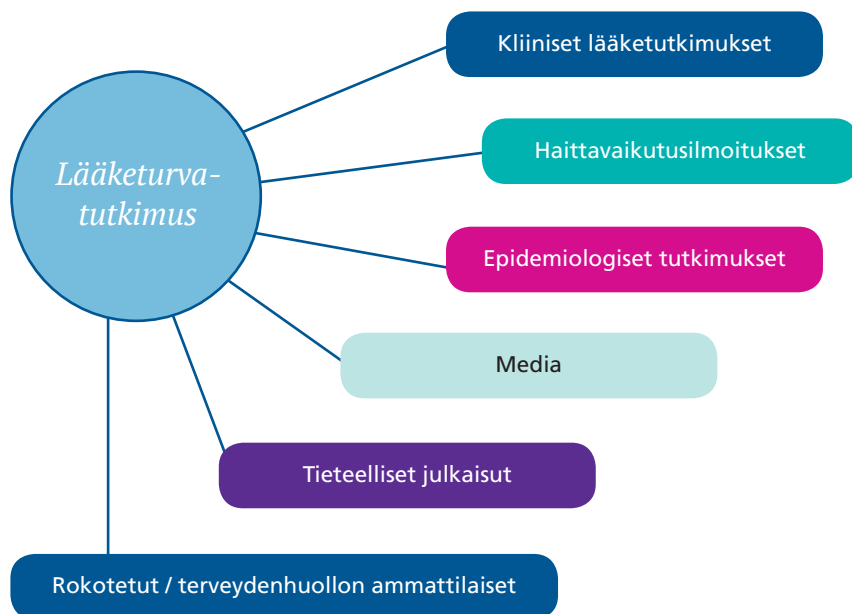 Kliiniset lääketutkimukset
Haittavaikutusilmoitukset
Lääketurva-
tutkimus
Epidemiologiset tutkimukset
Media
Tieteelliset julkaisut
Rokotetut / terveydenhuollon ammattilaiset